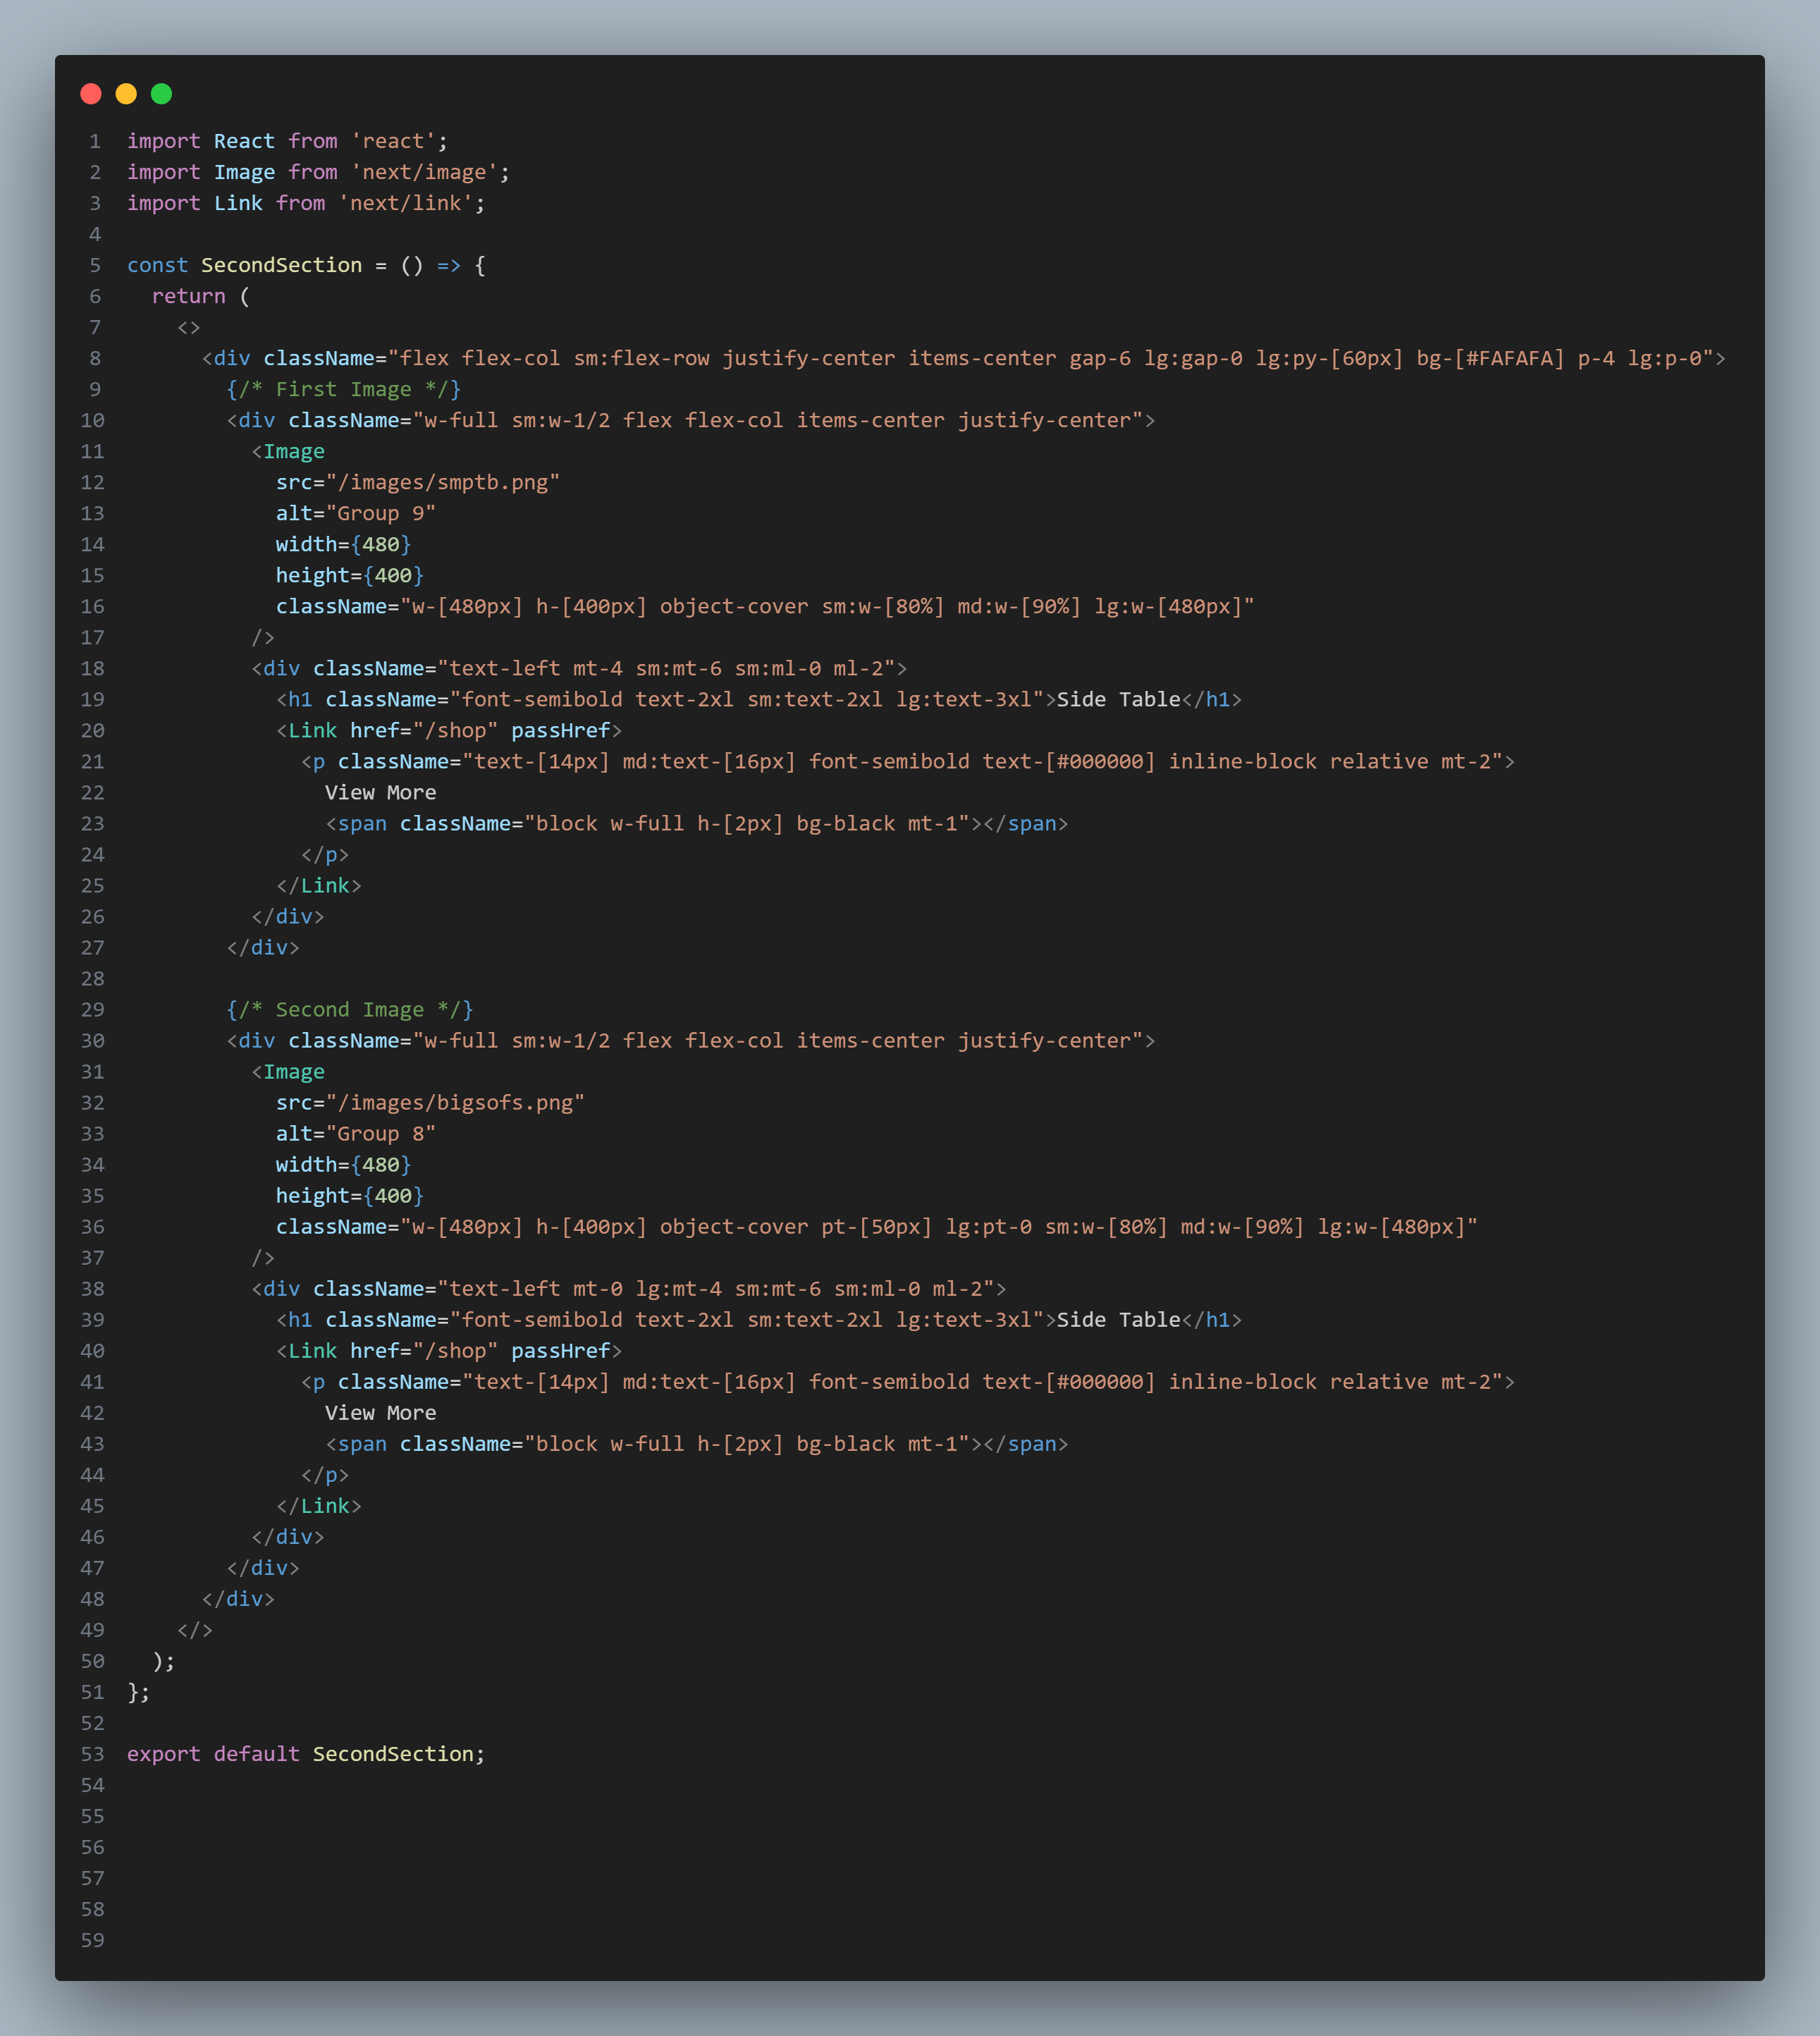 1 import React from 'react';
2 import Image from 'next/image';
3 import Link from 'next/link';
4
5 const SecondSection = () => {
6   return (
7     <>
8       <div className="flex flex-col sm:flex-row justify-center items-center gap-6 lg:gap-0 lg:py-[60px] bg-[#FAFAFA] p-4 lg:p-0">
9         {/* First Image */}
10         <div className="w-full sm:w-1/2 flex flex-col items-center justify-center">
11           <Image
12             src="/images/smptb.png"
13             alt="Group 9"
14             width={480}
15             height={400}
16             className="w-[480px] h-[400px] object-cover sm:w-[80%] md:w-[90%] lg:w-[480px]"
17           />
18           <div className="text-left mt-4 sm:mt-6 sm:ml-0 ml-2">
19             <h1 className="font-semibold text-2xl sm:text-2xl lg:text-3xl">Side Table</h1>
20             <Link href="/shop" passHref>
21               <p className="text-[14px] md:text-[16px] font-semibold text-[#000000] inline-block relative mt-2">
22                 View More
23                 <span className="block w-full h-[2px] bg-black mt-1"></span>
24               </p>
25             </Link>
26           </div>
27         </div>
28
29         {/* Second Image */}
30         <div className="w-full sm:w-1/2 flex flex-col items-center justify-center">
31           <Image
32             src="/images/bigsofs.png"
33             alt="Group 8"
34             width={480}
35             height={400}
36             className="w-[480px] h-[400px] object-cover pt-[50px] lg:pt-0 sm:w-[80%] md:w-[90%] lg:w-[480px]"
37           />
38           <div className="text-left mt-0 lg:mt-4 sm:mt-6 sm:ml-0 ml-2">
39             <h1 className="font-semibold text-2xl sm:text-2xl lg:text-3xl">Side Table</h1>
40             <Link href="/shop" passHref>
41               <p className="text-[14px] md:text-[16px] font-semibold text-[#000000] inline-block relative mt-2">
42                 View More
43                 <span className="block w-full h-[2px] bg-black mt-1"></span>
44               </p>
45             </Link>
46           </div>
47         </div>
48       </div>
49     </>
50   );
51 };
52
53 export default SecondSection;
54
55
56
57
58
59